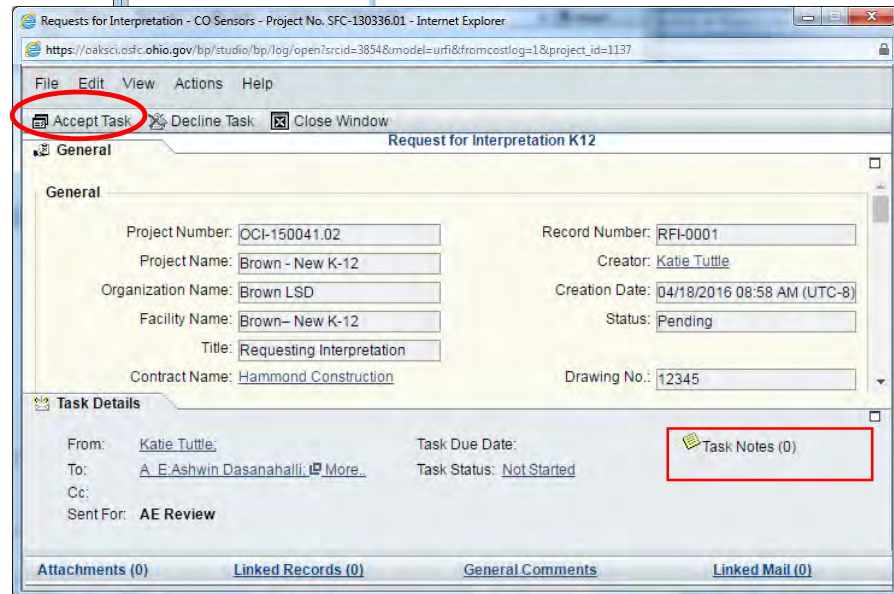 Requests for Interpretation - CO Sensors - Project No. SFC-130336.01 - Internet Explorer
https://oaksci.osfc.ohio.gov/bp/studio/bp/log/open?srcid=3854&model=urfi&fromcostlog=1&project_id=1137
File Edit View Actions Help
Accept Task Decline Task Close Window
Request for Interpretation K12
General
General
Project Number: OCI-150041.02 Record Number: RFI-0001
Project Name: Brown - New K-12 Creator: Katie Tuttle
Organization Name: Brown LSD Creation Date: 04/18/2016 08:58 AM (UTC-8)
Facility Name: Brown– New K-12 Status: Pending
Title: Requesting Interpretation
Contract Name: Hammond Construction Drawing No.: 12345
Task Details
From: Katie Tuttle; Task Due Date: Task Notes (0)
To: A_E:Ashwin Dasanahalli; More.. Task Status: Not Started
Cc:
Sent For: AE Review
Attachments (0) Linked Records (0) General Comments Linked Mail (0)